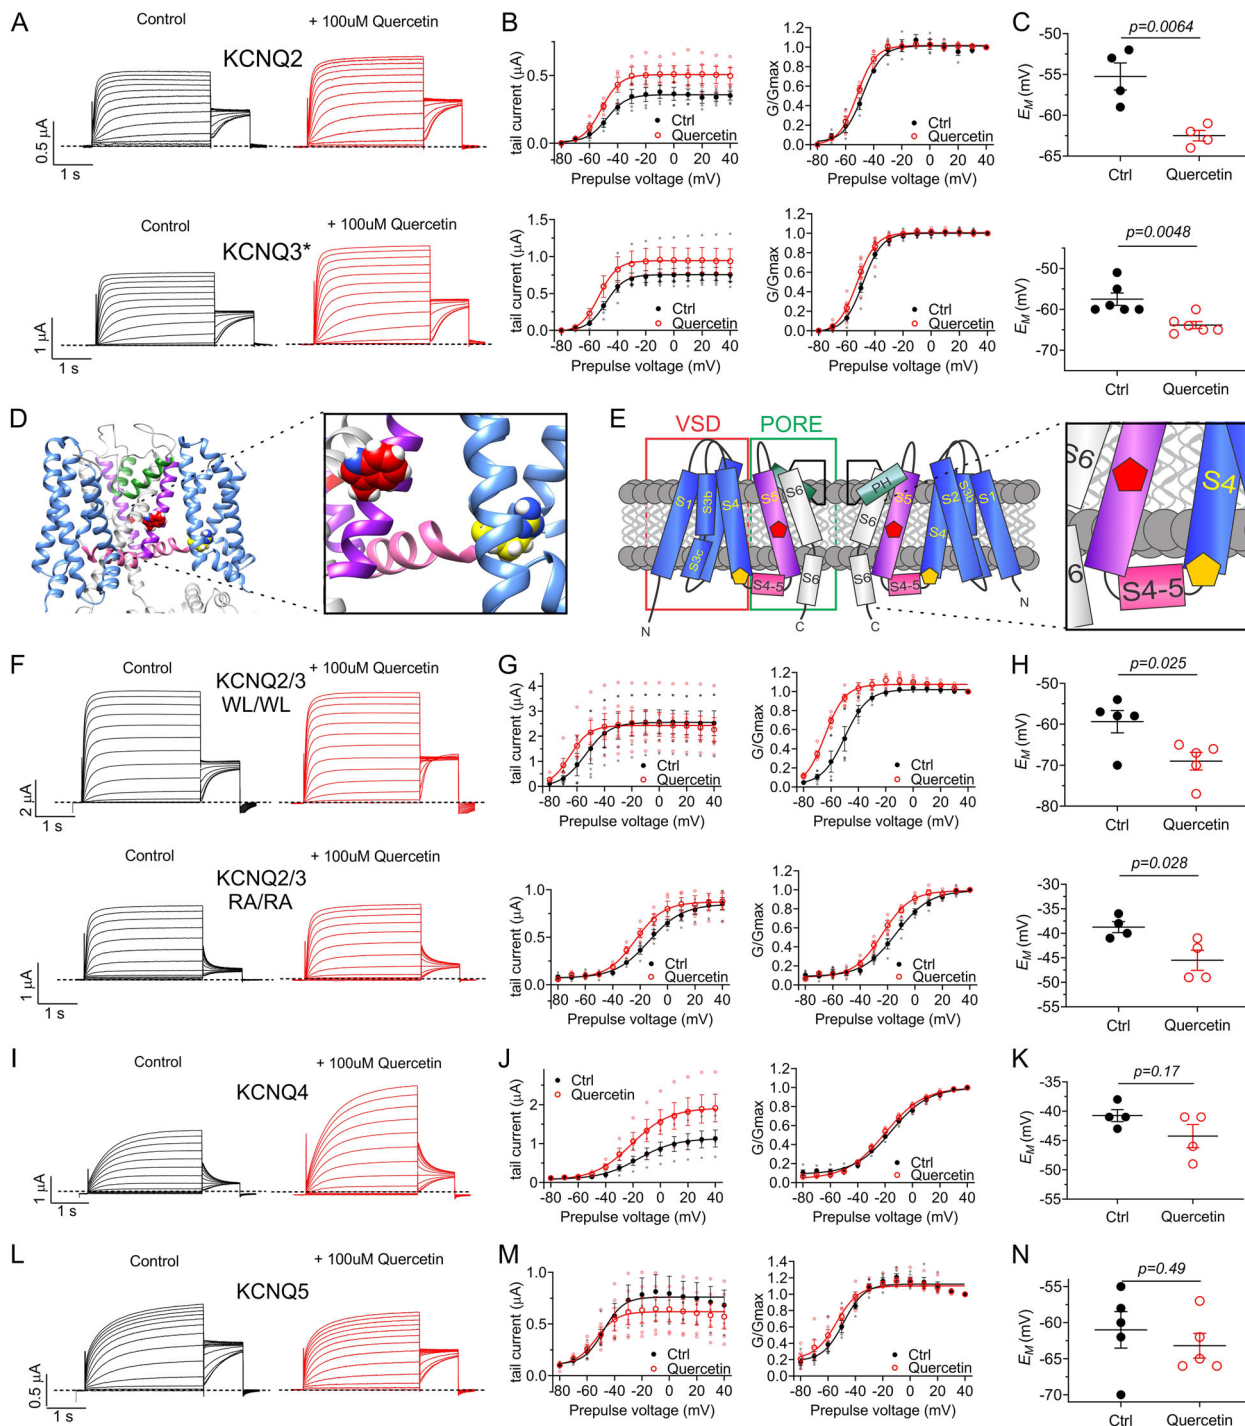 A
Control
+ 100uM Quercetin
KCNQ2
0.5 µA
1 s
Control
+ 100uM Quercetin
KCNQ3*
1 µA
1 s
B
tail current (µA)
0.5
0.0
-80 -60 -40 -20 0 20 40
Prepulse voltage (mV)
Ctrl
Quercetin
G/Gmax
1.2
1.0
0.8
0.6
0.4
0.2
0.0
-80 -60 -40 -20 0 20 40
Prepulse voltage (mV)
Ctrl
Quercetin
tail current (µA)
1.5
1.0
0.5
0.0
-80 -60 -40 -20 0 20 40
Prepulse voltage (mV)
Ctrl
Quercetin
G/Gmax
1.2
1.0
0.8
0.6
0.4
0.2
0.0
-80 -60 -40 -20 0 20 40
Prepulse voltage (mV)
Ctrl
Quercetin
C
p=0.0064
EM (mV)
-50
-55
-60
-65
Ctrl
Quercetin
p=0.0048
EM (mV)
-50
-60
-70
Ctrl
Quercetin
D
E
VSD
PORE
S1
S3b
S3c
S4
S5
S6
S4-5
S6
PH
S6
S5
S6
S4
S2
S3b
S1
N
C
C
N
S6
S4
S4-5
6
F
Control
+ 100uM Quercetin
KCNQ2/3
WL/WL
2 µA
1 s
Control
+ 100uM Quercetin
KCNQ2/3
RA/RA
1 µA
1 s
G
tail current (µA)
4
3
2
1
0
-80 -60 -40 -20 0 20 40
Prepulse voltage (mV)
Ctrl
Quercetin
G/Gmax
1.2
1.0
0.8
0.6
0.4
0.2
0.0
-80 -60 -40 -20 0 20 40
Prepulse voltage (mV)
Ctrl
Quercetin
tail current (µA)
1.0
0.5
0.0
-80 -60 -40 -20 0 20 40
Prepulse voltage (mV)
Ctrl
Quercetin
G/Gmax
1.2
1.0
0.8
0.6
0.4
0.2
0
-80 -60 -40 -20 0 20 40
Prepulse voltage (mV)
Ctrl
Quercetin
H
p=0.025
EM (mV)
-50
-60
-70
-80
Ctrl
Quercetin
p=0.028
EM (mV)
-30
-35
-40
-45
-50
-55
Ctrl
Quercetin
I
Control
+ 100uM Quercetin
KCNQ4
1 µA
1 s
J
tail current (µA)
3
2
1
0
-80 -60 -40 -20 0 20 40
Prepulse voltage (mV)
Ctrl
Quercetin
G/Gmax
1.2
1.0
0.8
0.6
0.4
0.2
0
-80 -60 -40 -20 0 20 40
Prepulse voltage (mV)
Ctrl
Quercetin
K
p=0.17
EM (mV)
-35
-40
-45
-50
-55
Ctrl
Quercetin
L
Control
+ 100uM Quercetin
KCNQ5
0.5 µA
1 s
M
tail current (µA)
1.0
0.5
0.0
-80 -60 -40 -20 0 20 40
Prepulse voltage (mV)
Ctrl
Quercetin
G/Gmax
1.4
1.2
1.0
0.8
0.6
0.4
0.2
0
-80 -60 -40 -20 0 20 40
Prepulse voltage (mV)
Ctrl
Quercetin
N
p=0.49
EM (mV)
-55
-60
-65
-70
Ctrl
Quercetin